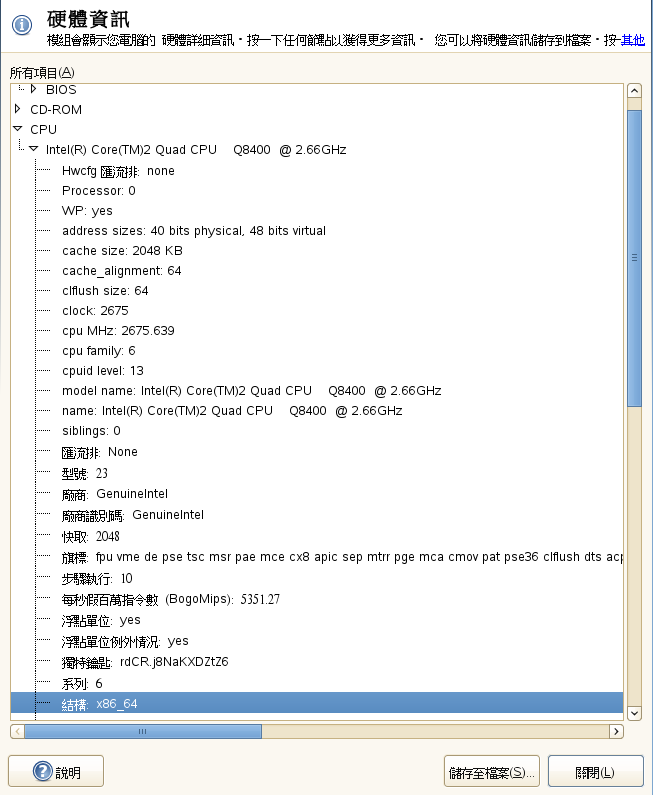 硬體資訊
模組會顯示您電腦的 硬體詳細資訊。按一下任何節點以獲得更多資訊。 您可以將硬體資訊儲存到檔案。按一其他
所有項目(A)
BIOS
CD-ROM
CPU
Intel(R) Core(TM)2 Quad CPU Q8400 @ 2.66GHz
Hwcfg 匯流排: none
Processor: 0
WP: yes
address sizes: 40 bits physical, 48 bits virtual
cache size: 2048 KB
cache_alignment: 64
clflush size: 64
clock: 2675
cpu MHz: 2675.639
cpu family: 6
cpuid level: 13
model name: Intel(R) Core(TM)2 Quad CPU Q8400 @ 2.66GHz
name: Intel(R) Core(TM)2 Quad CPU Q8400 @ 2.66GHz
siblings: 0
匯流排: None
型號: 23
廠商: GenuineIntel
廠商識別碼: GenuineIntel
快取: 2048
旗標: fpu vme de pse tsc msr pae mce cx8 apic sep mtrr pge mca cmov pat pse36 clflush dts acp
步驟執行: 10
每秒假百萬指令數 (BogoMips): 5351.27
浮點單位: yes
浮點單位例外情況: yes
獨特鑰匙: rdCR.j8NaKXDZtZ6
系列: 6
結構: x86_64
說明
儲存至檔案(S)...
關閉(L)